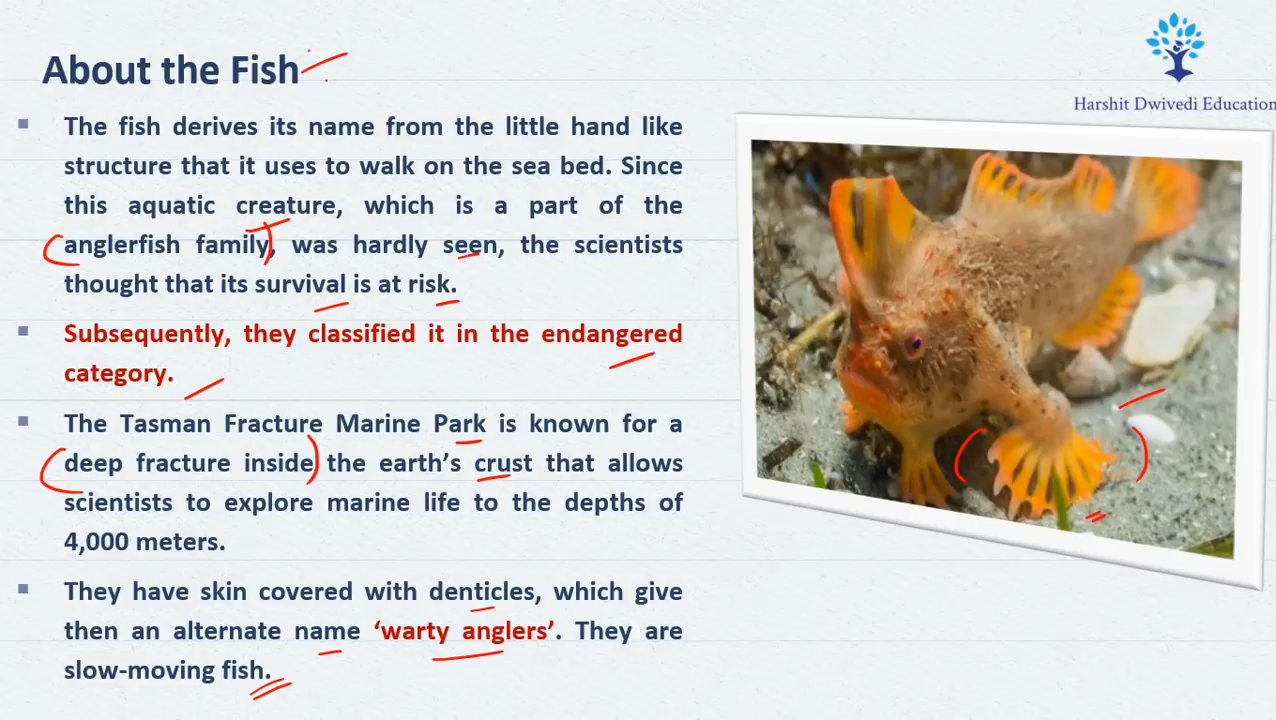 About the Fish
Harshit Dwivedi Education
The fish derives its name from the little hand like
structure that it uses to walk on the sea bed. Since
this aquatic creature, which is a part of the
anglerfish family, was hardly seen, the scientists
thought that its survival is at risk.
Subsequently, they classified it in the endangered
category.
The Tasman Fracture Marine Park is known for a
deep fracture inside the earth’s crust that allows
scientists to explore marine life to the depths of
4,000 meters.
They have skin covered with denticles, which give
then an alternate name ‘warty anglers’. They are
slow-moving fish.